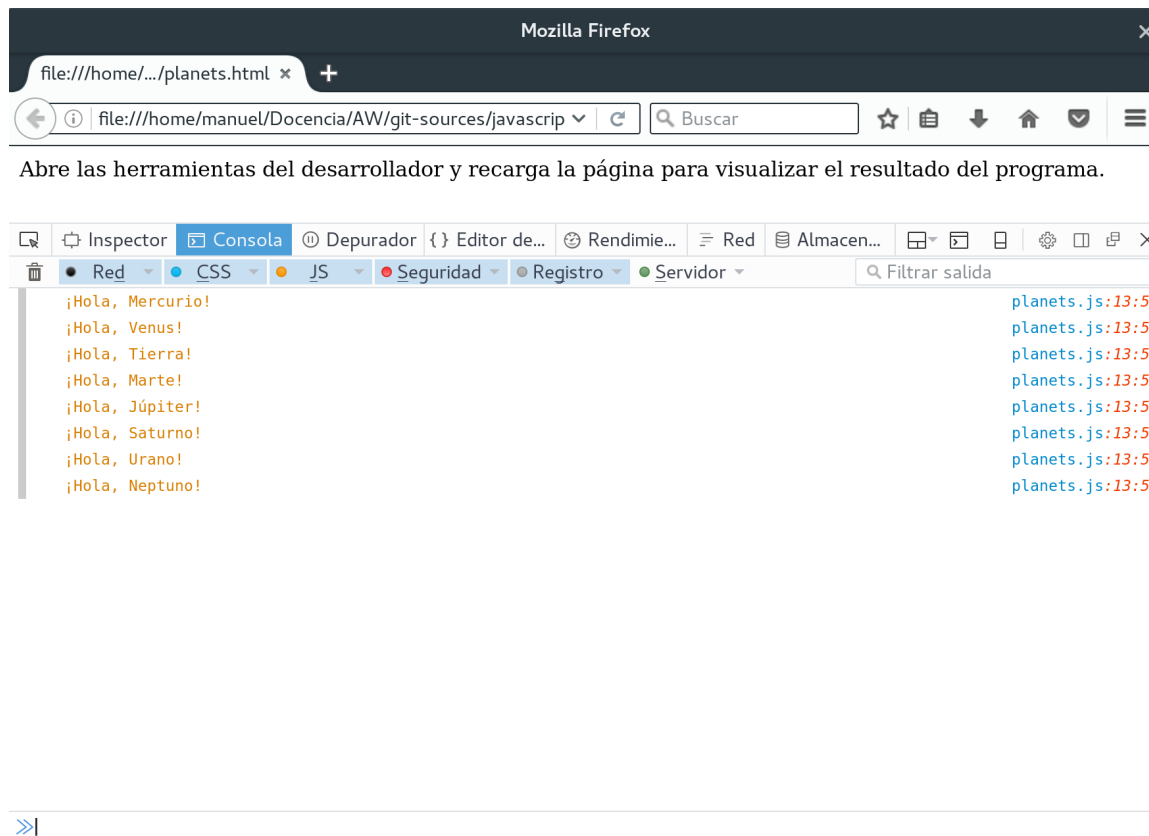 Mozilla Firefox
file:///home/.../planets.html
file:///home/manuel/Docencia/AW/git-sources/javascrip Buscar
Abre las herramientas del desarrollador y recarga la página para visualizar el resultado del programa.
Inspector Consola Depurador { } Editor de... Rendimie... Red Almacen...
Red CSS JS Seguridad Registro Servidor Filtrar salida
¡Hola, Mercurio! planets.js:13:5
¡Hola, Venus! planets.js:13:5
¡Hola, Tierra! planets.js:13:5
¡Hola, Marte! planets.js:13:5
¡Hola, Júpiter! planets.js:13:5
¡Hola, Saturno! planets.js:13:5
¡Hola, Urano! planets.js:13:5
¡Hola, Neptuno! planets.js:13:5